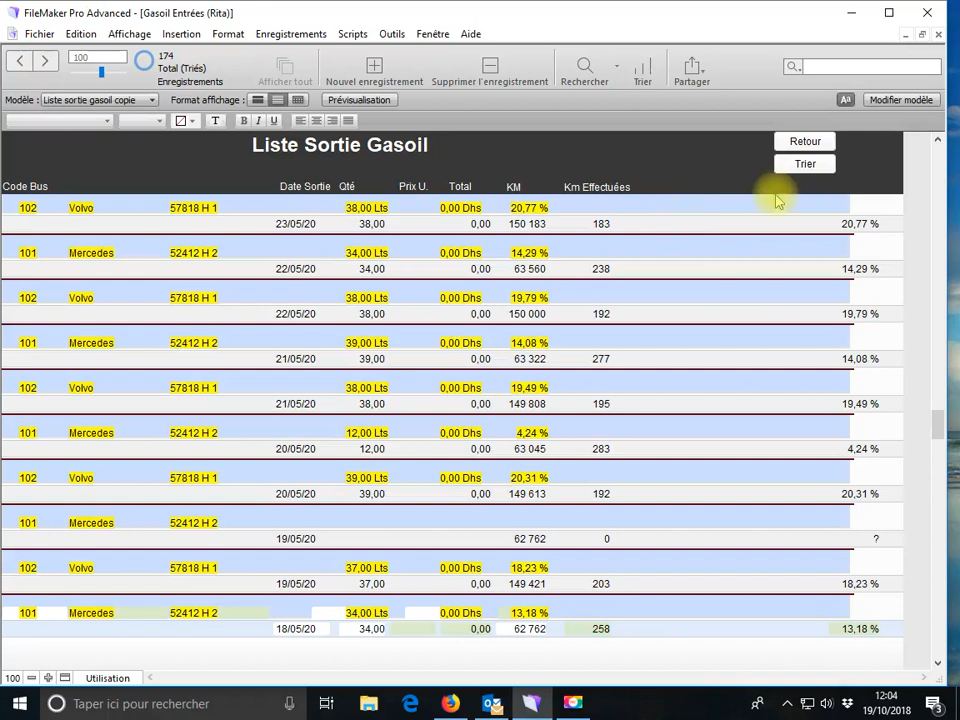 FileMaker Pro Advanced - [Gasoil Entrées (Rita)]
Fichier Edition Affichage Insertion Format Enregistrements Scripts Outils Fenêtre Aide
100
174
Total (Triés)
Enregistrements
Afficher tout Nouvel enregistrement Supprimer l'enregistrement Rechercher Trier Partager
Modèle : Liste sortie gasoil copie Format affichage : Prévisualisation Aa Modifier modèle
T B I U
Liste Sortie Gasoil
Retour
Trier
Code Bus Date Sortie Qté Prix U. Total KM Km Effectuées
102 Volvo 57818 H 1 38,00 Lts 0,00 Dhs 20,77 %
23/05/20 38,00 0,00 150 183 183 20,77 %
101 Mercedes 52412 H 2 34,00 Lts 0,00 Dhs 14,29 %
22/05/20 34,00 0,00 63 560 238 14,29 %
102 Volvo 57818 H 1 38,00 Lts 0,00 Dhs 19,79 %
22/05/20 38,00 0,00 150 000 192 19,79 %
101 Mercedes 52412 H 2 39,00 Lts 0,00 Dhs 14,08 %
21/05/20 39,00 0,00 63 322 277 14,08 %
102 Volvo 57818 H 1 38,00 Lts 0,00 Dhs 19,49 %
21/05/20 38,00 0,00 149 808 195 19,49 %
101 Mercedes 52412 H 2 12,00 Lts 0,00 Dhs 4,24 %
20/05/20 12,00 0,00 63 045 283 4,24 %
102 Volvo 57818 H 1 39,00 Lts 0,00 Dhs 20,31 %
20/05/20 39,00 0,00 149 613 192 20,31 %
101 Mercedes 52412 H 2
19/05/20 62 762 0 ?
102 Volvo 57818 H 1 37,00 Lts 0,00 Dhs 18,23 %
19/05/20 37,00 0,00 149 421 203 18,23 %
101 Mercedes 52412 H 2 34,00 Lts 0,00 Dhs 13,18 %
18/05/20 34,00 0,00 62 762 258 13,18 %
100 Utilisation
Taper ici pour rechercher
12:04
19/10/2018
3